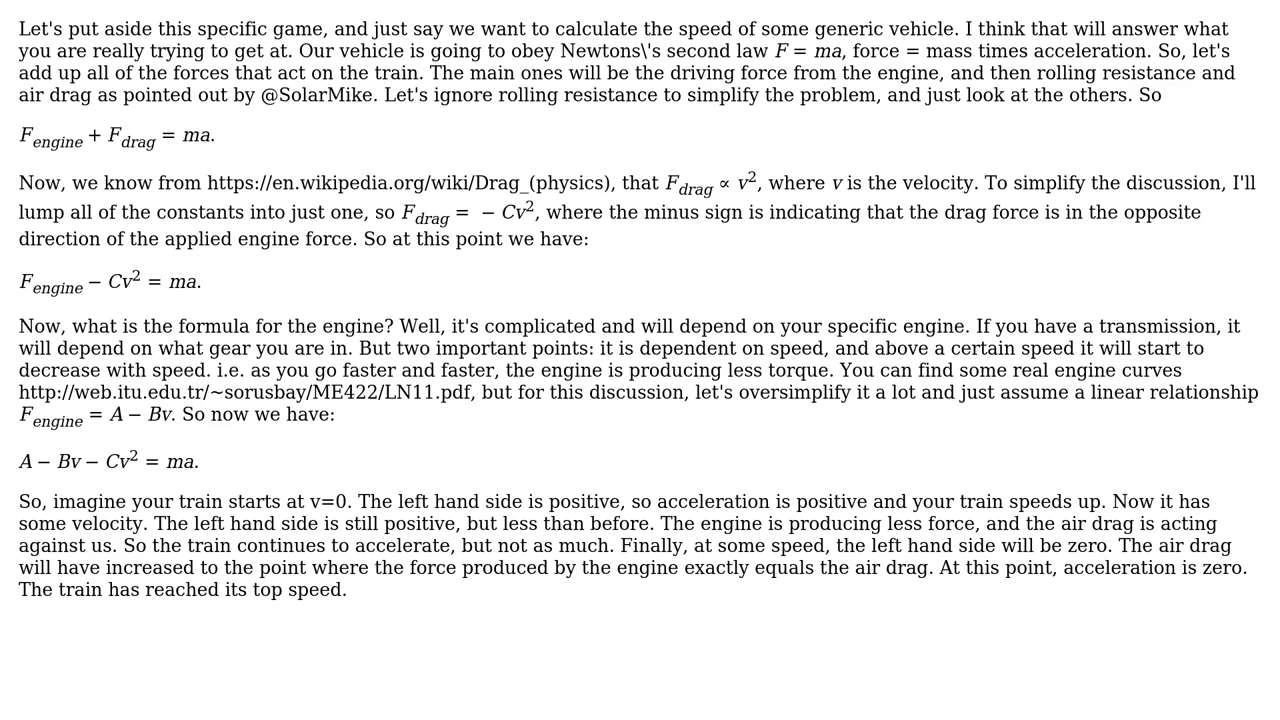 Let's put aside this specific game, and just say we want to calculate the speed of some generic vehicle. I think that will answer what
you are really trying to get at. Our vehicle is going to obey Newtons\'s second law F = ma, force = mass times acceleration. So, let's
add up all of the forces that act on the train. The main ones will be the driving force from the engine, and then rolling resistance and
air drag as pointed out by @SolarMike. Let's ignore rolling resistance to simplify the problem, and just look at the others. So
F_engine + F_drag = ma.
Now, we know from https://en.wikipedia.org/wiki/Drag_(physics), that F_drag ∝ v², where v is the velocity. To simplify the discussion, I'll
lump all of the constants into just one, so F_drag = − Cv², where the minus sign is indicating that the drag force is in the opposite
direction of the applied engine force. So at this point we have:
F_engine − Cv² = ma.
Now, what is the formula for the engine? Well, it's complicated and will depend on your specific engine. If you have a transmission, it
will depend on what gear you are in. But two important points: it is dependent on speed, and above a certain speed it will start to
decrease with speed. i.e. as you go faster and faster, the engine is producing less torque. You can find some real engine curves
http://web.itu.edu.tr/~sorusbay/ME422/LN11.pdf, but for this discussion, let's oversimplify it a lot and just assume a linear relationship
F_engine = A − Bv. So now we have:
A − Bv − Cv² = ma.
So, imagine your train starts at v=0. The left hand side is positive, so acceleration is positive and your train speeds up. Now it has
some velocity. The left hand side is still positive, but less than before. The engine is producing less force, and the air drag is acting
against us. So the train continues to accelerate, but not as much. Finally, at some speed, the left hand side will be zero. The air drag
will have increased to the point where the force produced by the engine exactly equals the air drag. At this point, acceleration is zero.
The train has reached its top speed.